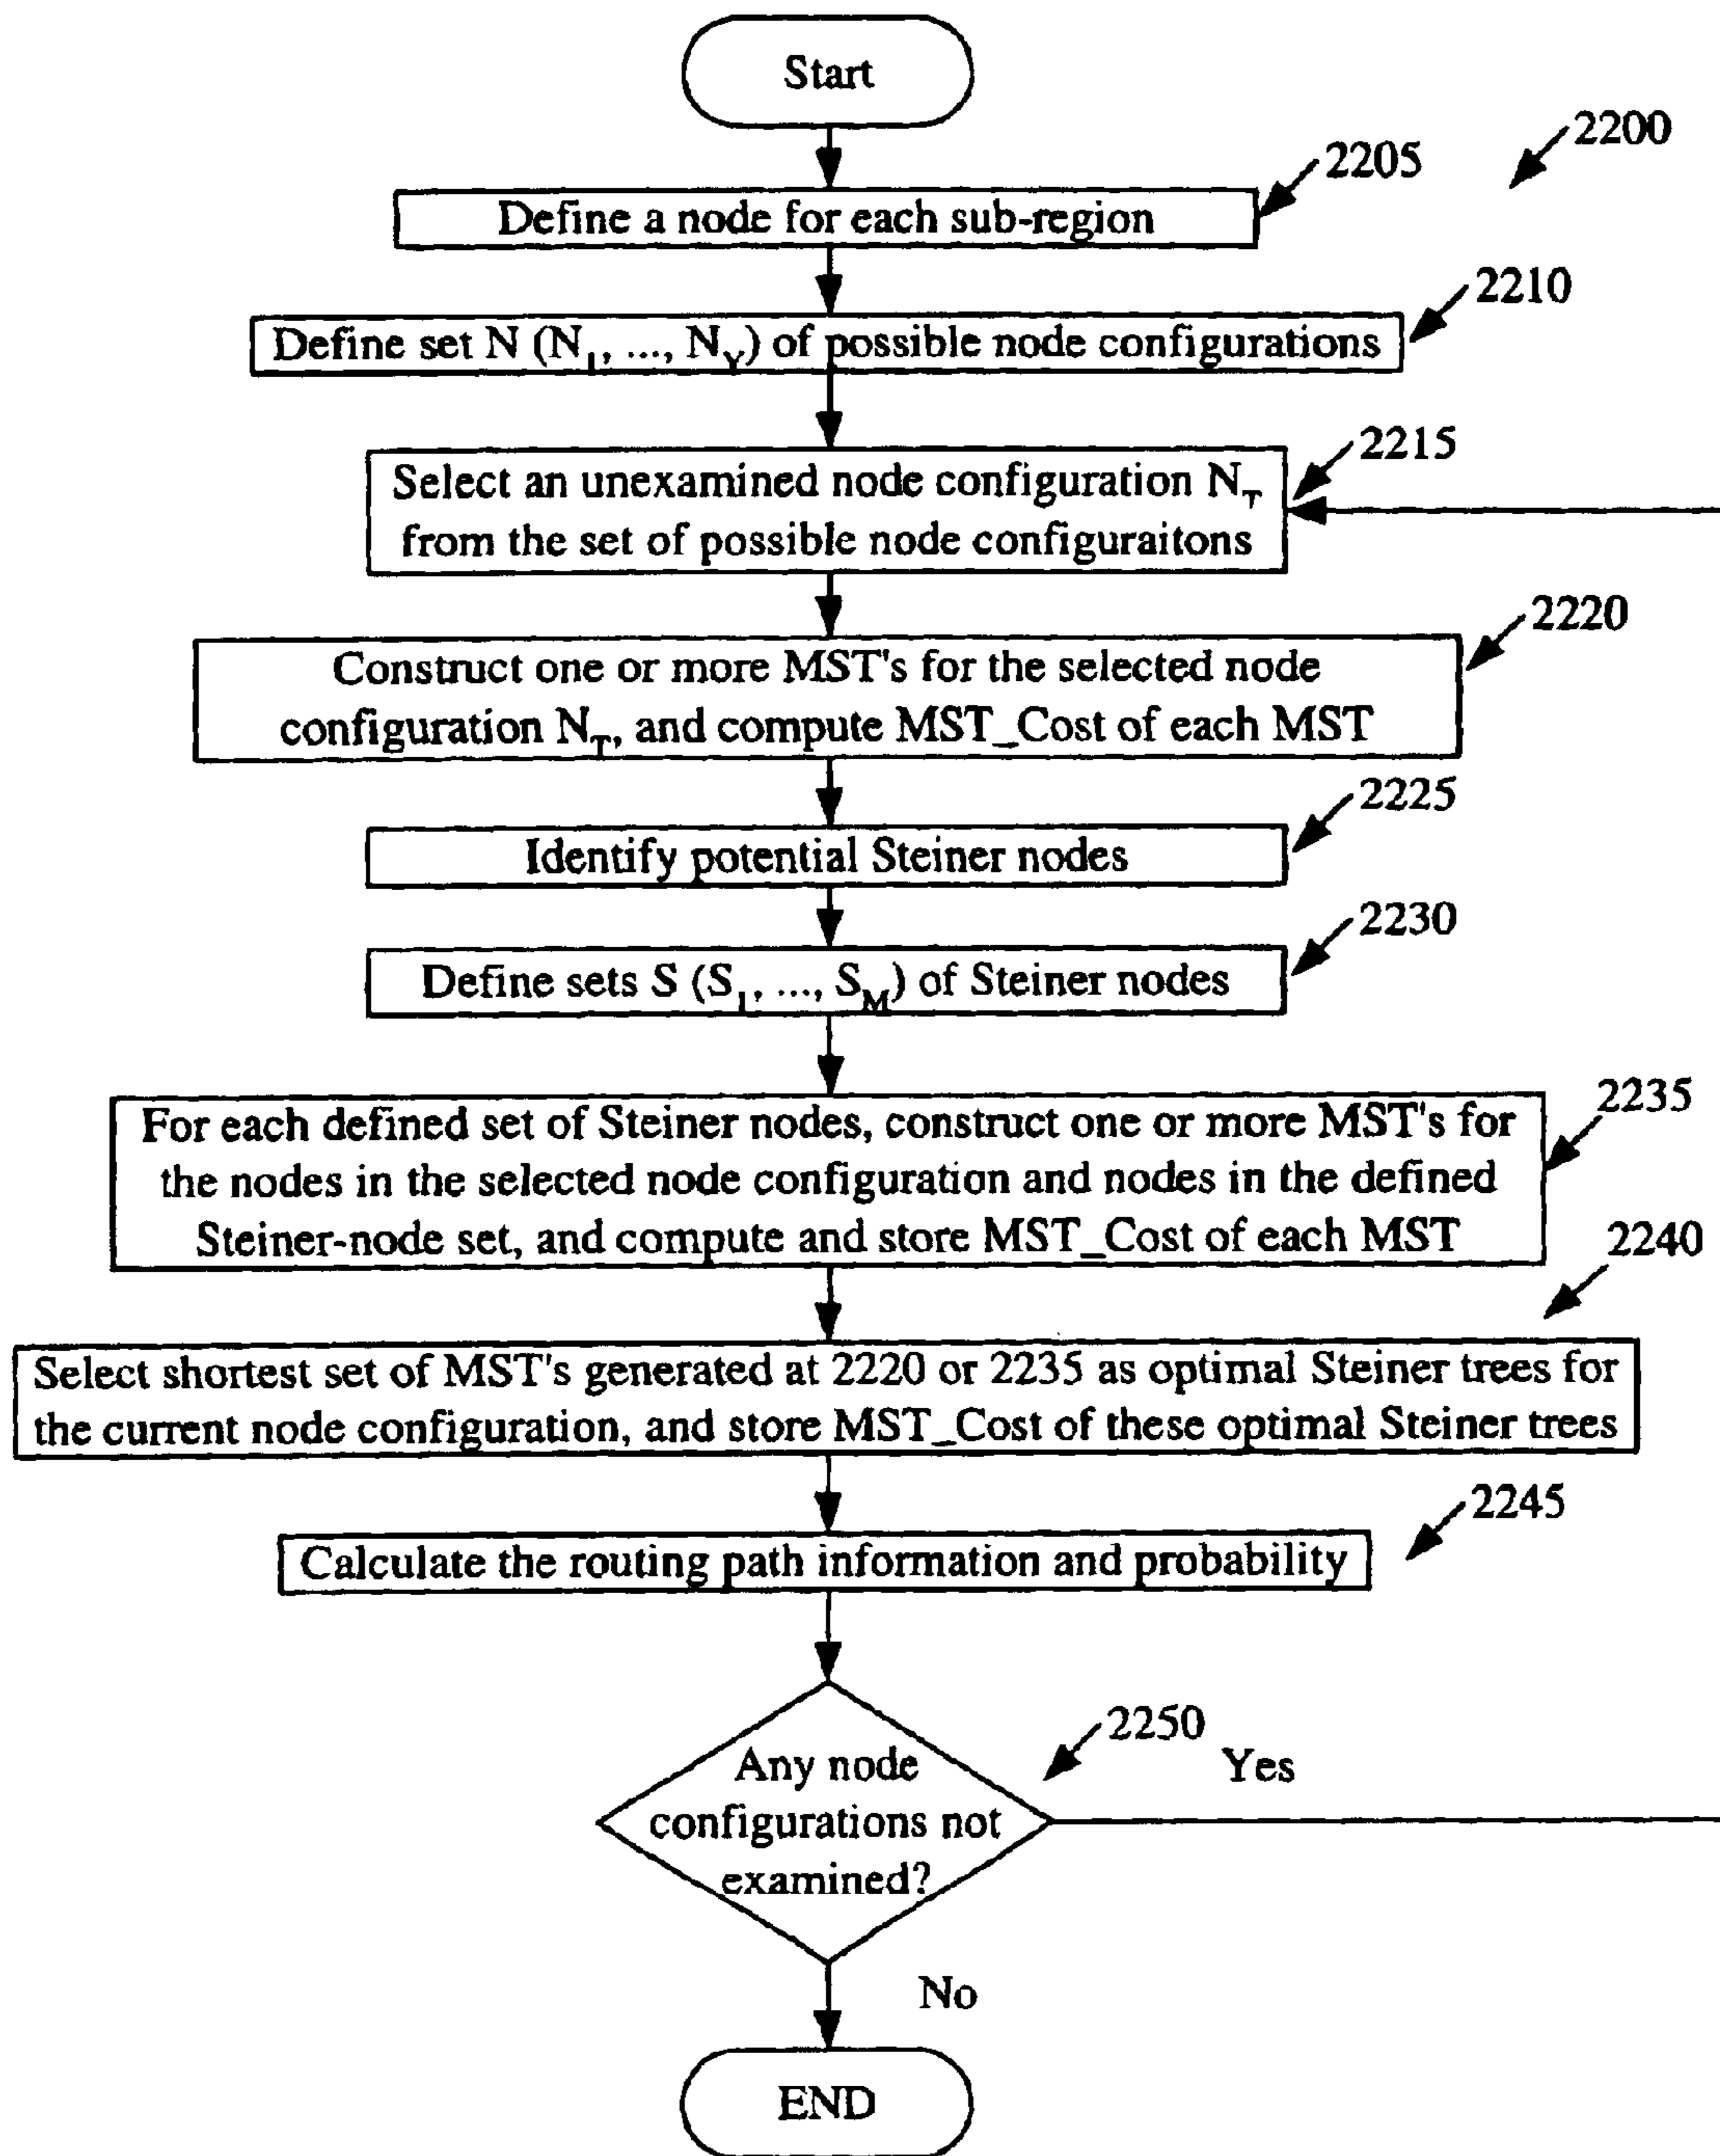 Start
2200
2205
Define a node for each sub-region
2210
Define set N (N1, ..., NY) of possible node configurations
2215
Select an unexamined node configuration NT
from the set of possible node configuraitons
2220
Construct one or more MST's for the selected node
configuration NT, and compute MST_Cost of each MST
2225
Identify potential Steiner nodes
2230
Define sets S (S1, ..., SM) of Steiner nodes
2235
For each defined set of Steiner nodes, construct one or more MST's for
the nodes in the selected node configuration and nodes in the defined
Steiner-node set, and compute and store MST_Cost of each MST
2240
Select shortest set of MST's generated at 2220 or 2235 as optimal Steiner trees for
the current node configuration, and store MST_Cost of these optimal Steiner trees
2245
Calculate the routing path information and probability
2250
Any node
configurations not
examined?
Yes
No
END